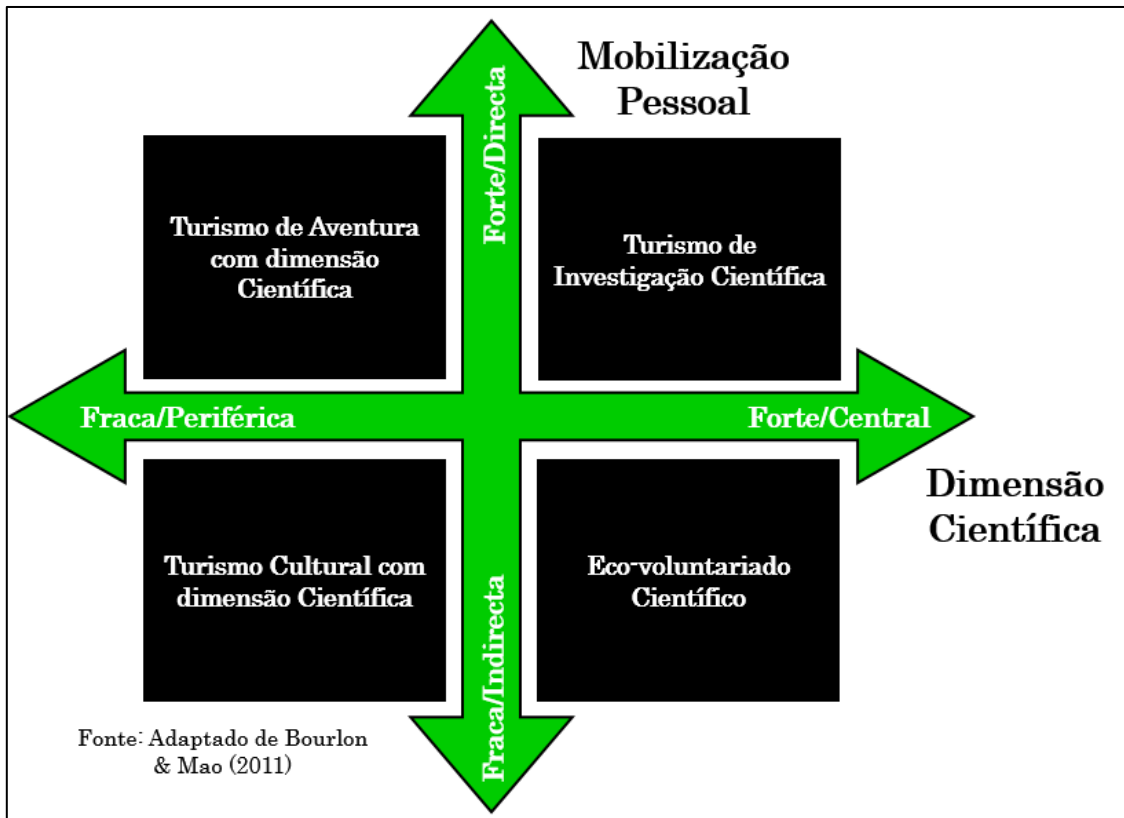 Mobilização
Pessoal
Forte/Directa
Turismo de Aventura
com dimensão
Científica
Turismo de
Investigação Científica
Fraca/Periférica
Forte/Central
Dimensão
Científica
Turismo Cultural com
dimensão Científica
Eco-voluntariado
Científico
Fraca/Indirecta
Fonte: Adaptado de Bourlon
& Mao (2011)